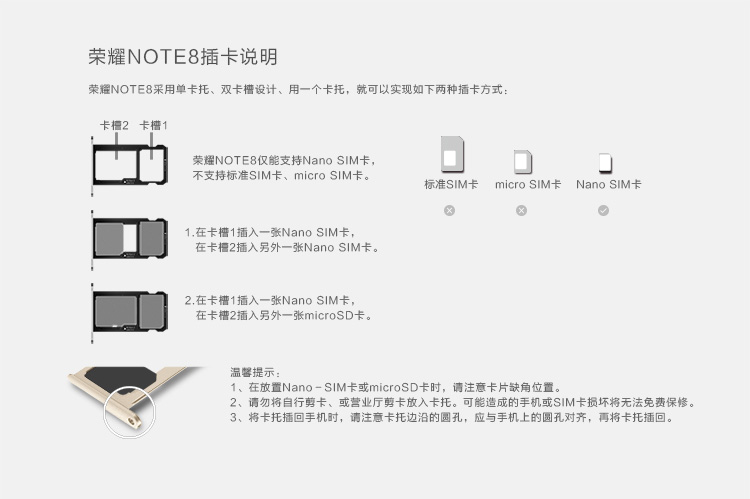 荣耀NOTE8插卡说明
荣耀NOTE8采用单卡托、双卡槽设计、用一个卡托，就可以实现如下两种插卡方式：
卡槽2 卡槽1
荣耀NOTE8仅能支持Nano SIM卡，
不支持标准SIM卡、micro SIM卡。
标准SIM卡 micro SIM卡 Nano SIM卡
1.在卡槽1插入一张Nano SIM卡，
在卡槽2插入另外一张Nano SIM卡。
2.在卡槽1插入一张Nano SIM卡，
在卡槽2插入另外一张microSD卡。
温馨提示：
1、在放置Nano－SIM卡或microSD卡时，请注意卡片缺角位置。
2、请勿将自行剪卡、或营业厅剪卡放入卡托。可能造成的手机或SIM卡损坏将无法免费保修。
3、将卡托插回手机时，请注意卡托边沿的圆孔，应与手机上的圆孔对齐，再将卡托插回。